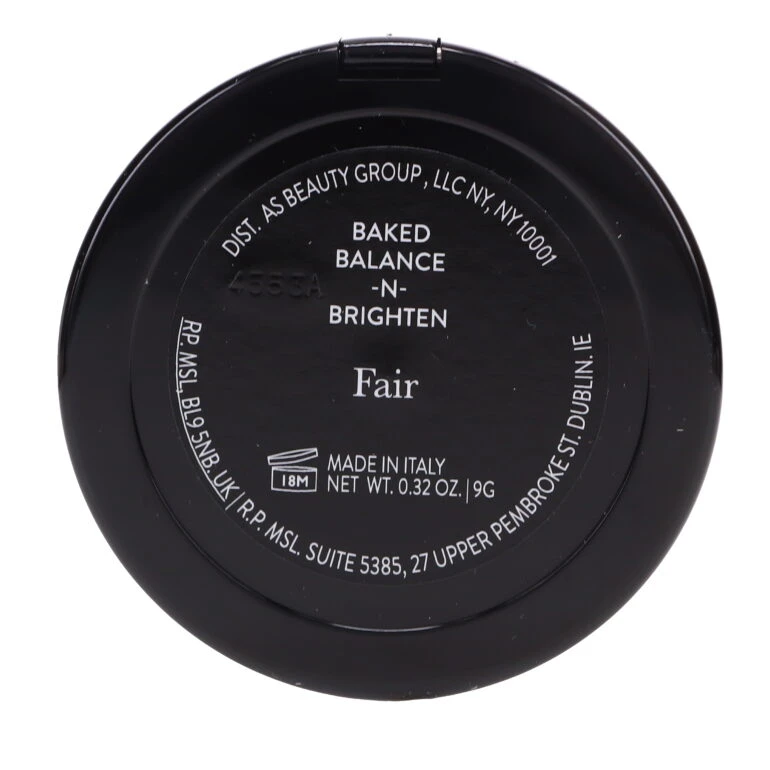 DIST. AS BEAUTY GROUP, LLC NY, NY 10001
BAKED
BALANCE
-N-
BRIGHTEN
4553A
Fair
18M
MADE IN ITALY
NET WT. 0.32 OZ. | 9G
RP. MSL, BL9 5NB. UK | R.P. MSL. SUITE 5385, 27 UPPER PEMBROKE ST. DUBLIN. IE